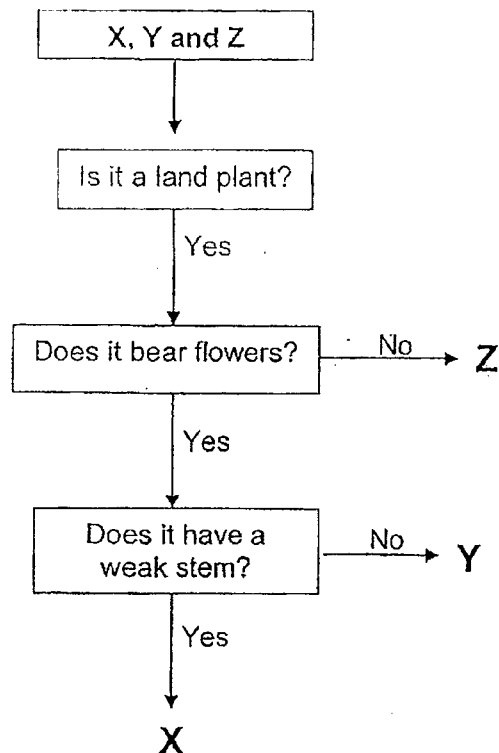 X, Y and Z
Is it a land plant?
Yes
Does it bear flowers?
No
Z
Yes
Does it have a
weak stem?
No
Y
Yes
X